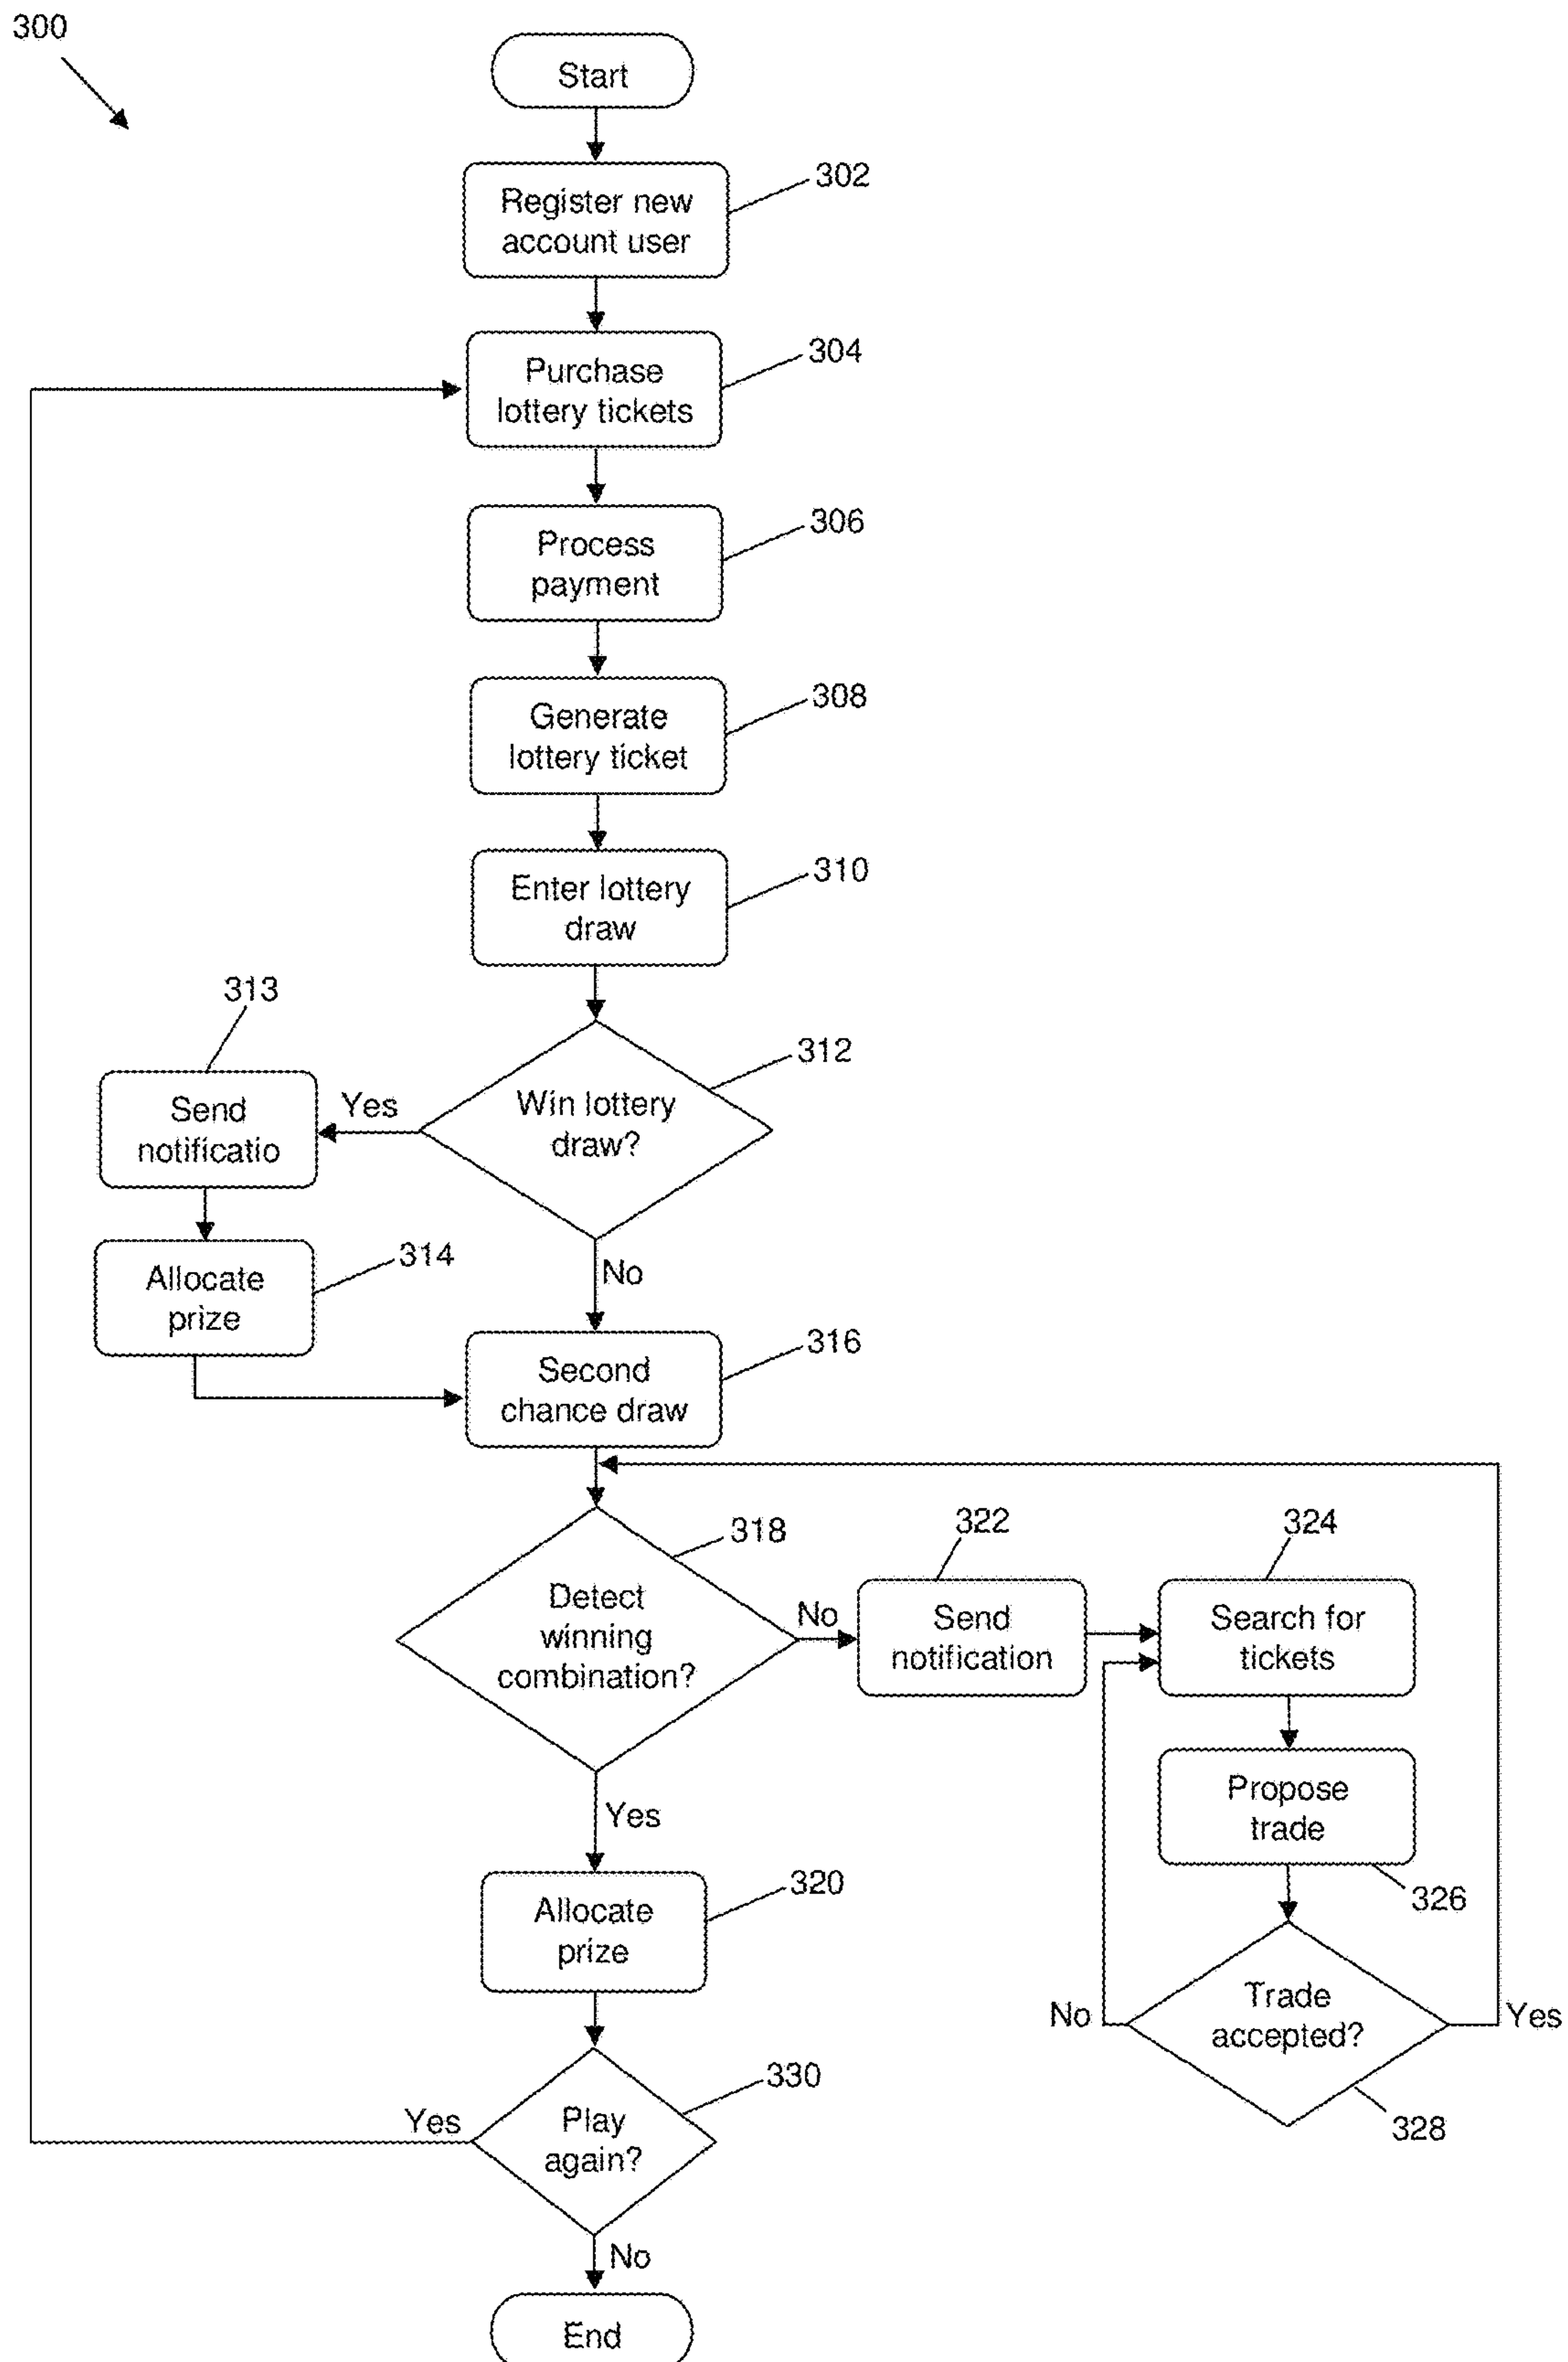 300
Start
302
Register new
account user
304
Purchase
lottery tickets
306
Process
payment
308
Generate
lottery ticket
310
Enter lottery
draw
313
312
Win lottery
draw?
Yes
Send
notificatio
314
Allocate
prize
No
316
Second
chance draw
318
Detect
winning
combination?
No
322
Send
notification
324
Search for
tickets
Propose
trade
326
Yes
320
Allocate
prize
Trade
accepted?
No
Yes
328
330
Play
again?
Yes
No
End